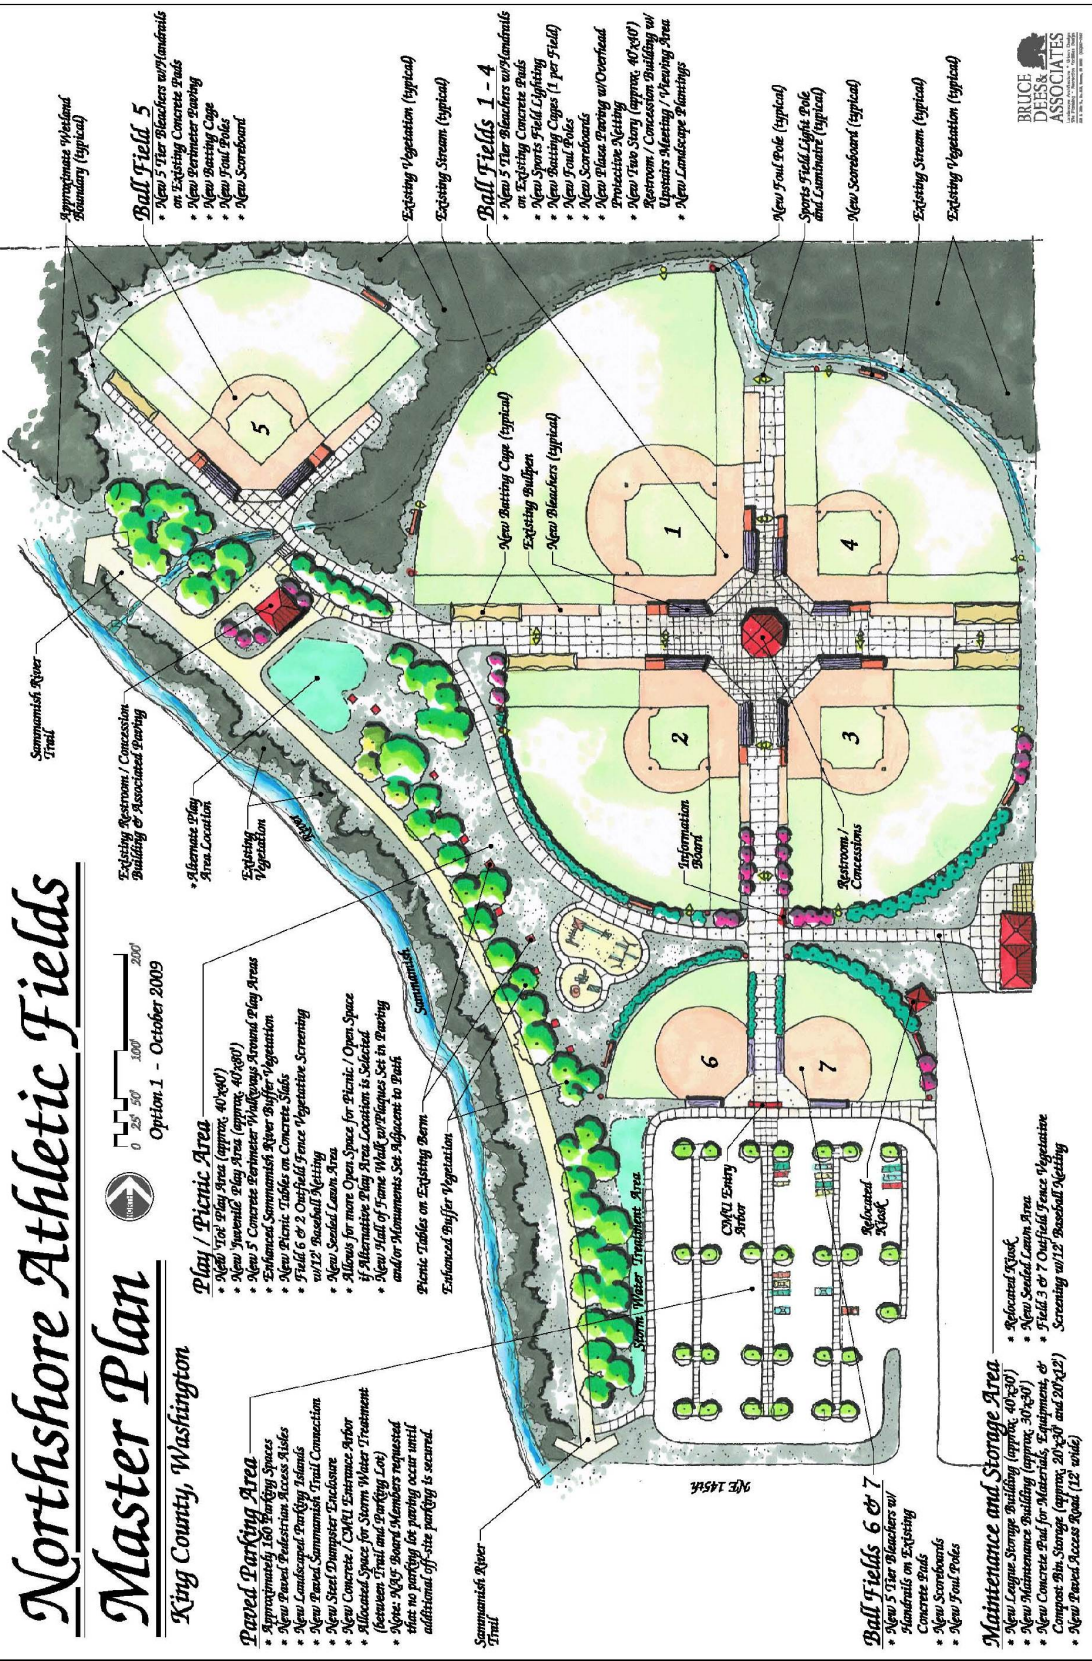 Northshore Athletic Fields
Master Plan
King County, Washington
0 25' 50' 100' 200'
Option 1 - October 2009
Paved Parking Area
* Approximately 160 Parking Spaces
* New Paved Pedestrian Access Aisles
* New Landscaped Parking Islands
* New Paved Sammamish Trail Connection
* New Steel Dumpster Enclosure
* New Concrete / CMU Entrance Arbor
* Allocated Space for Storm Water Treatment
(between Trail and Parking Lot)
* Note: NAF Board Members requested
that no parking lot paving occur until
additional off-site parking is secured.
Play / Picnic Area
* New 'Tot' Play Area (approx. 40'x40')
* New Juvenile Play Area (approx. 40'x80')
* New 5' Concrete Perimeter Walkways Around Play Areas
* Enhanced Sammamish River Buffer Vegetation
* New Picnic Tables on Concrete Slabs
* Field 6 & 2 Outfield Fence Vegetative Screening
w/12' Baseball Netting
* New Seeded Lawn Area
* Allows for more Open Space for Picnic / Open Space
if Alternative Play Area Location is Selected
* New Hall of Fame Walk w/Plaques Set in Paving
and/or Monuments Set Adjacent to Path
Picnic Tables on Existing Berm
Enhanced Buffer Vegetation
Sammamish River
Trail
Existing Restroom / Concession
Building & Associated Paving
* Alternate Play
Area Location
Existing
Vegetation
Sammamish
River
Approximate Wetland
Boundary (typical)
Ball Field 5
* New 5 Tier Bleachers w/Handrails
on Existing Concrete Pads
* New Perimeter Paving
* New Batting Cage
* New Foul Poles
* New Scoreboard
Existing Vegetation (typical)
Existing Stream (typical)
Ball Fields 1 - 4
* New 5 Tier Bleachers w/Handrails
on Existing Concrete Pads
* New Sports Field Lighting
* New Batting Cages (1 per Field)
* New Foul Poles
* New Scoreboards
* New Plaza Paving w/Overhead
Protective Netting
* New Two Story (approx. 40'x40')
Restroom / Concession Building w/
Upstairs Meeting / Viewing Area
* New Landscape Plantings
New Foul Pole (typical)
Sports Field Light Pole
and Luminaire (typical)
New Scoreboard (typical)
Existing Stream (typical)
Existing Vegetation (typical)
BRUCE
DEES &
ASSOCIATES
5
New Batting Cage (typical)
Existing Bullpen
New Bleachers (typical)
1
2
3
4
6
7
Information
Board
Restroom /
Concessions
Storm Water Treatment Area
CMU Entry
Arbor
Relocated
Kiosk
NE 145th
Sammamish River
Trail
Ball Fields 6 & 7
* New 5 Tier Bleachers w/
Handrails on Existing
Concrete Pads
* New Scoreboards
* New Foul Poles
Maintenance and Storage Area
* New League Storage Building (approx. 40'x30')
* New Maintenance Building (approx. 30'x30')
* New Concrete Pad for Materials, Equipment, &
Compost Bin Storage (approx. 20'x30' and 20'x12')
* New Paved Access Road (12' wide)
* Relocated Kiosk
* New Seeded Lawn Area
* Field 3 & 7 Outfield Fence Vegetative
Screening w/12' Baseball Netting